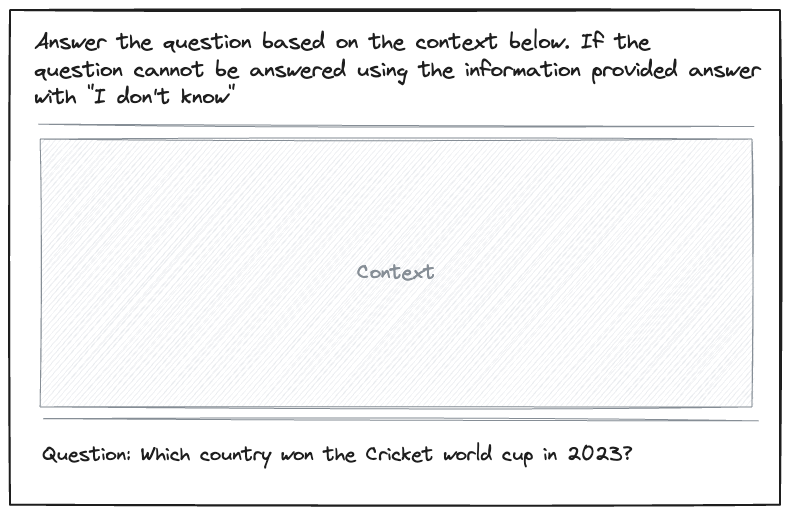 Answer the question based on the context below. If the
question cannot be answered using the information provided answer
with "I don't know"
Context
Question: Which country won the Cricket world cup in 2023?